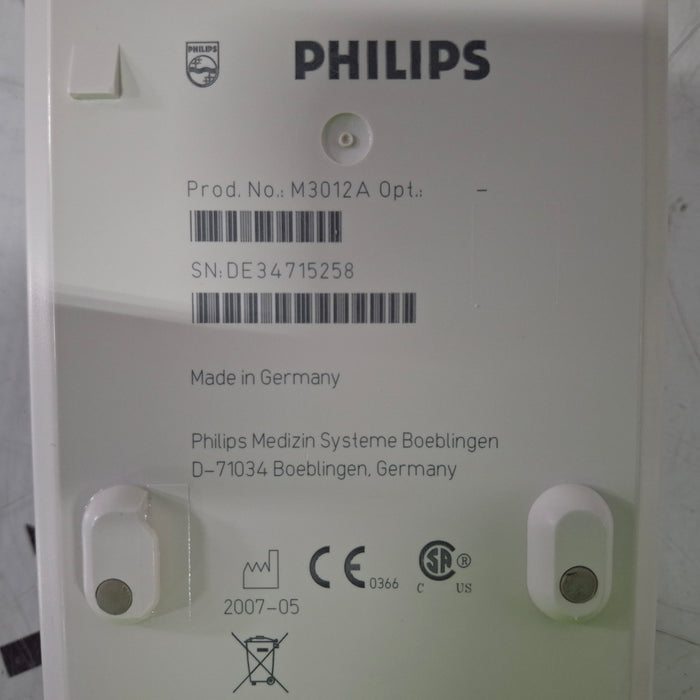 PHILIPS
PHILIPS
Prod. No.: M3012A Opt.: -
SN:DE34715258
Made in Germany
Philips Medizin Systeme Boeblingen
D-71034 Boeblingen, Germany
CE 0366
SA ®
C US
2007-05